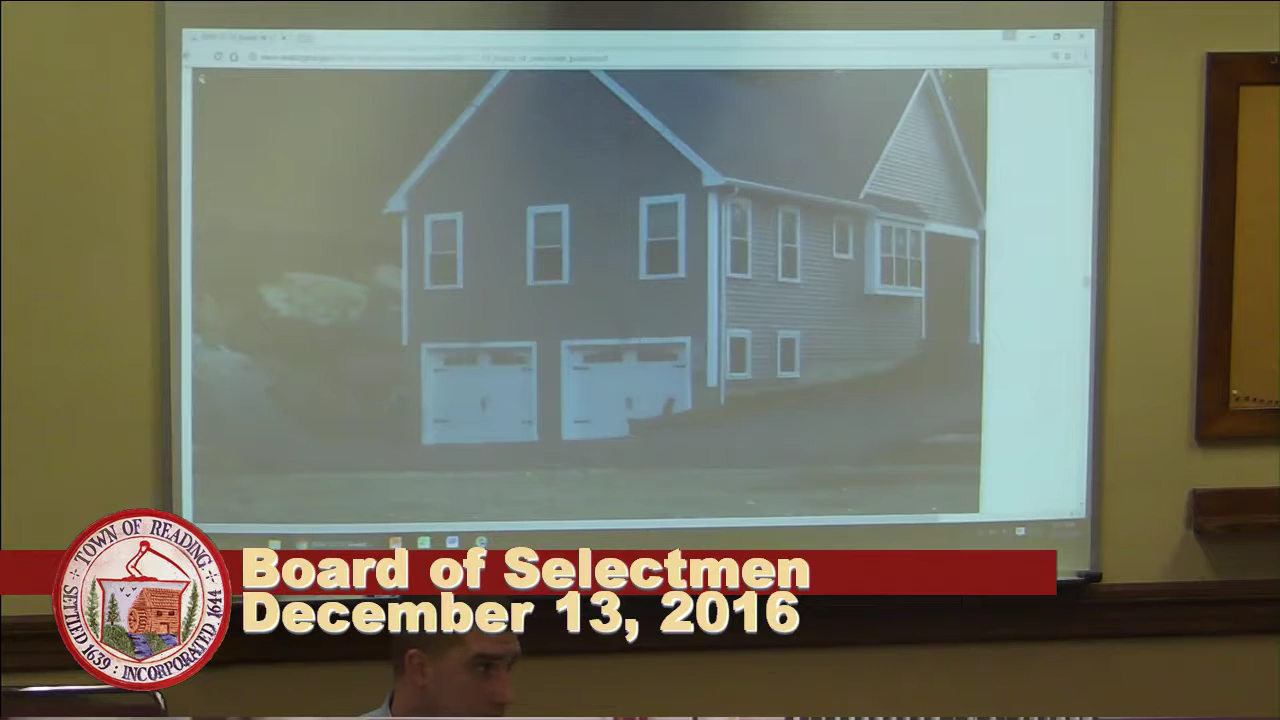 TOWN OF READING
SETTLED 1639 : INCORPORATED 1644
Board of Selectmen
December 13, 2016